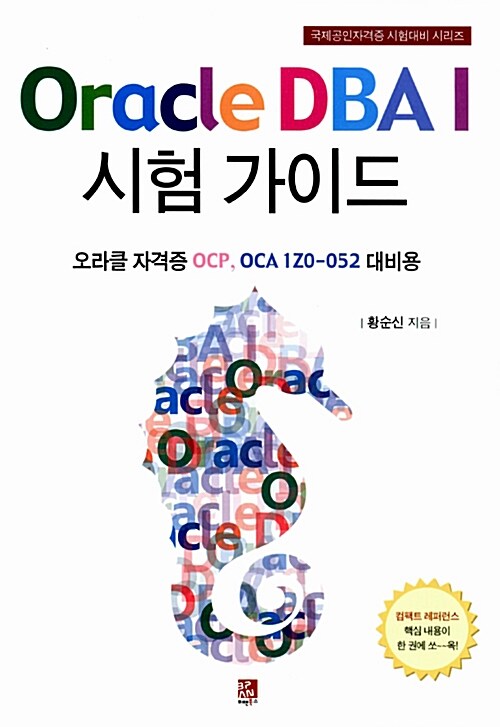 국제공인자격증 시험대비 시리즈
Oracle DBA I
시험 가이드
오라클 자격증 OCP, OCA 1Z0-052 대비용
| 황순신 지음 |
컴팩트 레퍼런스
핵심 내용이
한 권에 쏘~~옥!